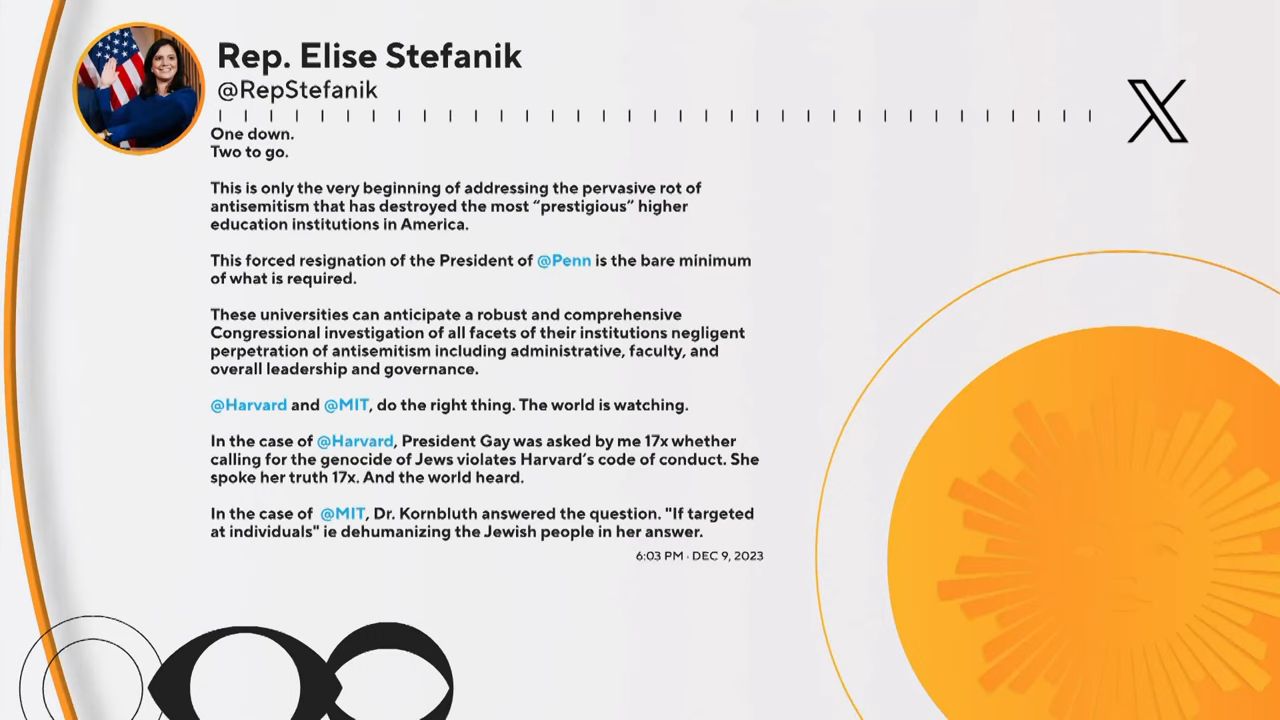 Rep. Elise Stefanik
@RepStefanik
One down.
Two to go.
This is only the very beginning of addressing the pervasive rot of
antisemitism that has destroyed the most “prestigious” higher
education institutions in America.
This forced resignation of the President of @Penn is the bare minimum
of what is required.
These universities can anticipate a robust and comprehensive
Congressional investigation of all facets of their institutions negligent
perpetration of antisemitism including administrative, faculty, and
overall leadership and governance.
@Harvard and @MIT, do the right thing. The world is watching.
In the case of @Harvard, President Gay was asked by me 17x whether
calling for the genocide of Jews violates Harvard’s code of conduct. She
spoke her truth 17x. And the world heard.
In the case of @MIT, Dr. Kornbluth answered the question. "If targeted
at individuals" ie dehumanizing the Jewish people in her answer.
6:03 PM · DEC 9, 2023